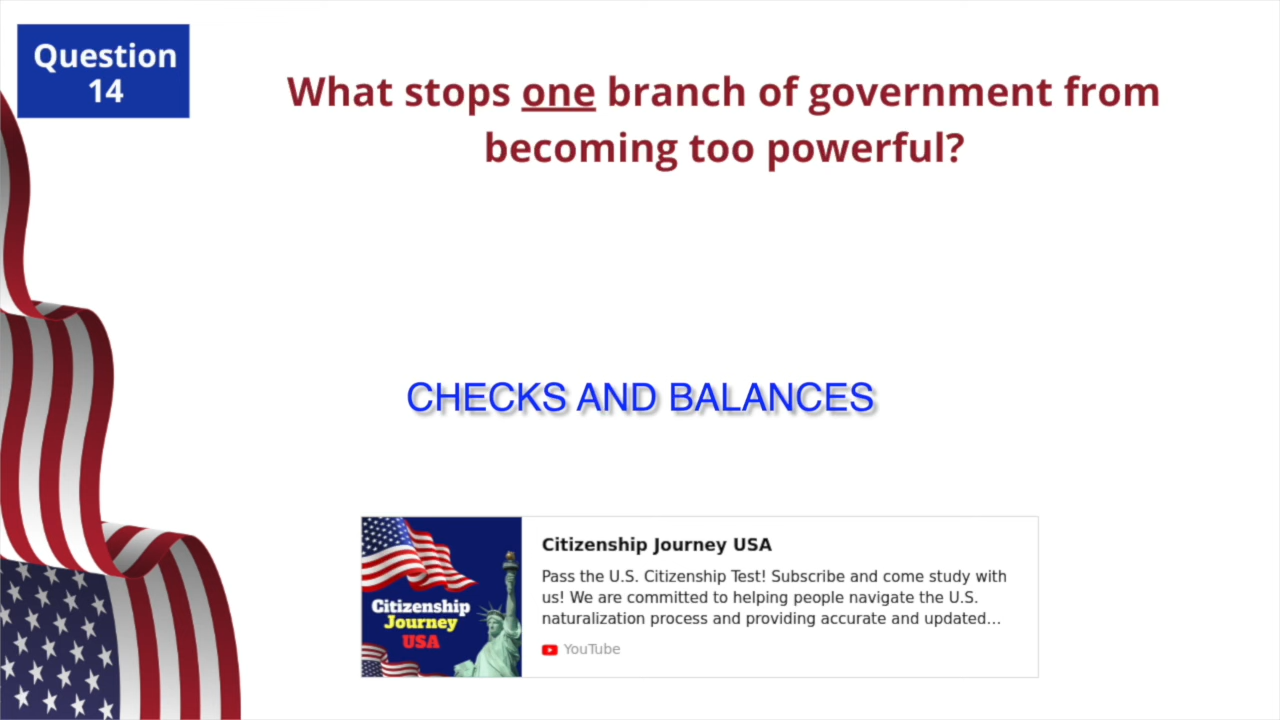 Question
14
What stops one branch of government from
becoming too powerful?
CHECKS AND BALANCES
Citizenship
Journey
USA
Citizenship Journey USA
Pass the U.S. Citizenship Test! Subscribe and come study with
us! We are committed to helping people navigate the U.S.
naturalization process and providing accurate and updated...
YouTube